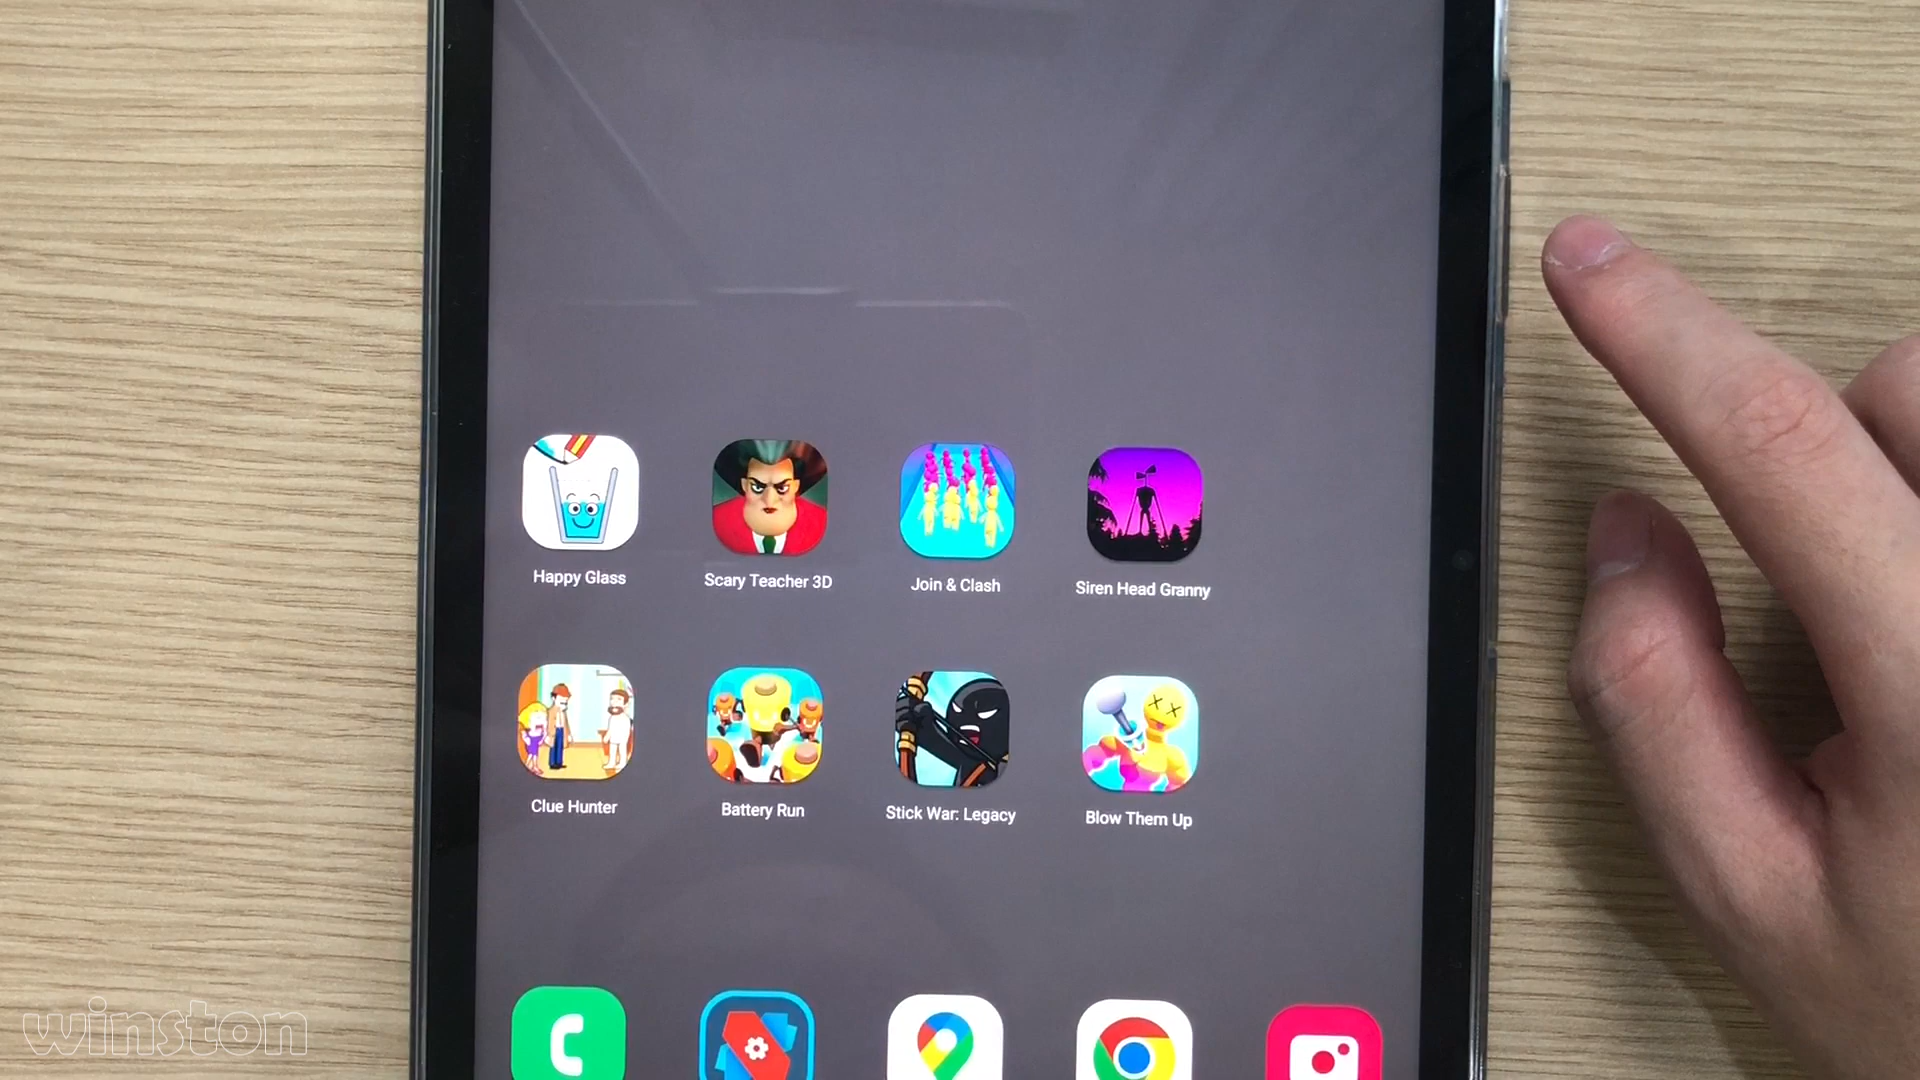 Happy Glass
Scary Teacher 3D
Join & Clash
Siren Head Granny
Clue Hunter
Battery Run
Stick War: Legacy
Blow Them Up
winston